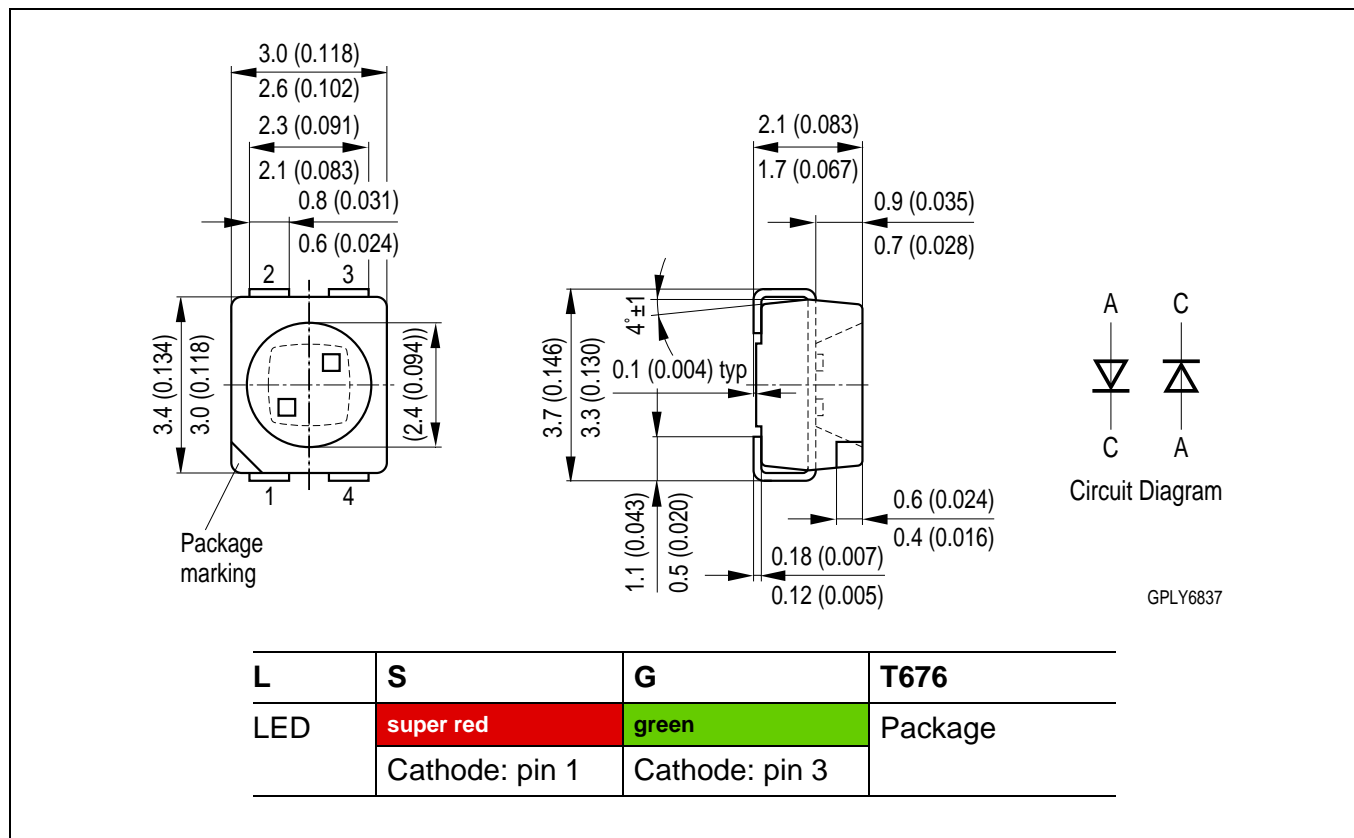 3.0 (0.118)
2.6 (0.102)
2.3 (0.091)
2.1 (0.083)
0.8 (0.031)
0.6 (0.024)
2 3
3.4 (0.134)
3.0 (0.118)
(2.4 (0.094))
1 4
Package
marking
2.1 (0.083)
1.7 (0.067)
0.9 (0.035)
0.7 (0.028)
4°±1
0.1 (0.004) typ
3.7 (0.146)
3.3 (0.130)
1.1 (0.043)
0.5 (0.020)
0.6 (0.024)
0.4 (0.016)
0.18 (0.007)
0.12 (0.005)
A C
C A
Circuit Diagram
GPLY6837
L S G T676
LED super red green Package
Cathode: pin 1 Cathode: pin 3